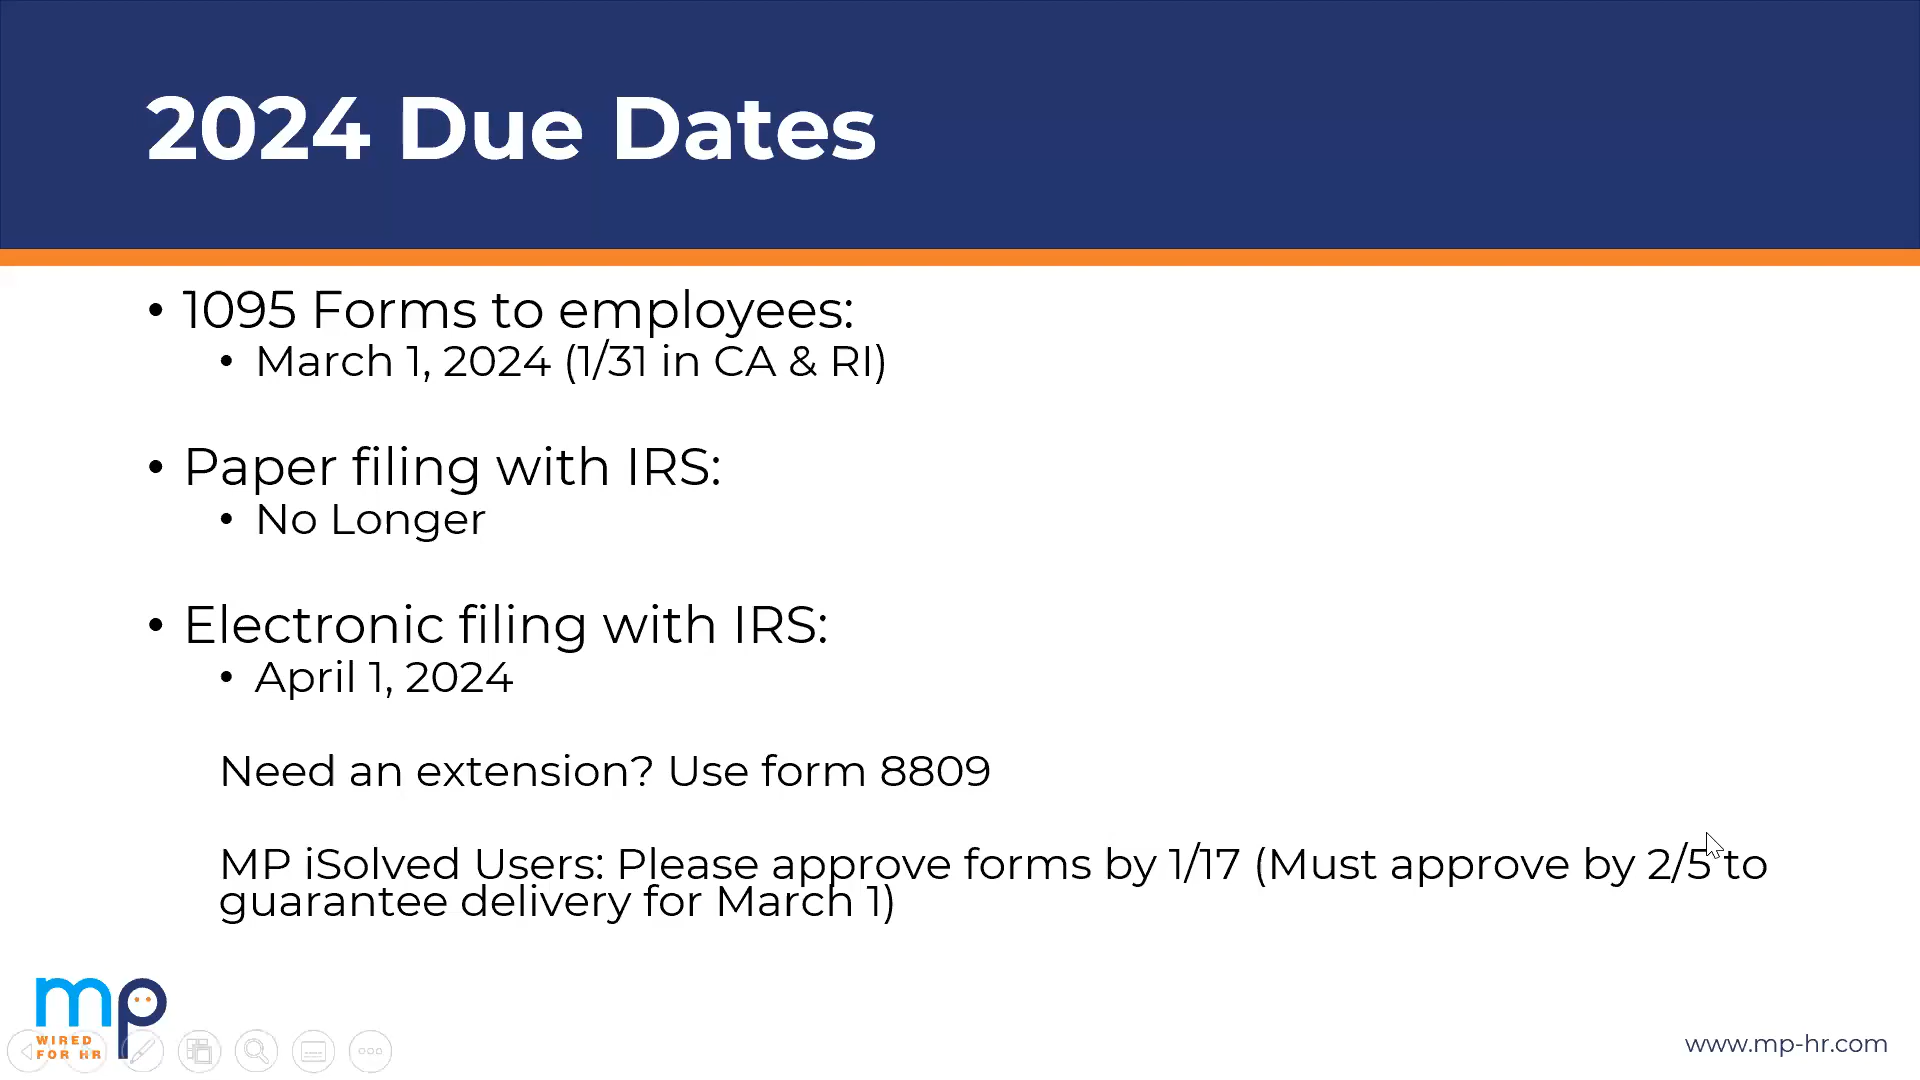 2024 Due Dates
• 1095 Forms to employees:
• March 1, 2024 (1/31 in CA & RI)
• Paper filing with IRS:
• No Longer
• Electronic filing with IRS:
• April 1, 2024
Need an extension? Use form 8809
MP iSolved Users: Please approve forms by 1/17 (Must approve by 2/5 to
guarantee delivery for March 1)
mp
WIRED
FOR HR
www.mp-hr.com